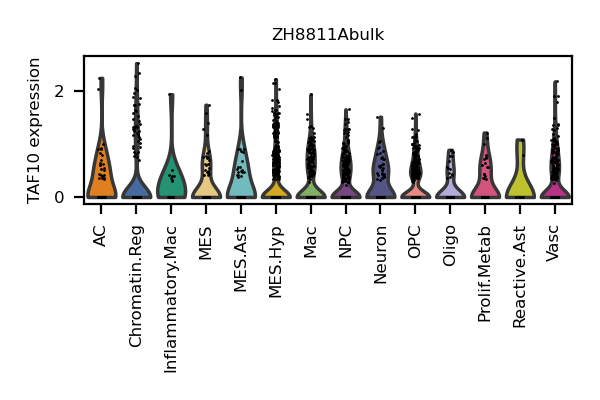 ZH8811Abulk
TAF10 expression
2
0
AC
Chromatin.Reg
Inflammatory.Mac
MES
MES.Ast
MES.Hyp
Mac
NPC
Neuron
OPC
Oligo
Prolif.Metab
Reactive.Ast
Vasc